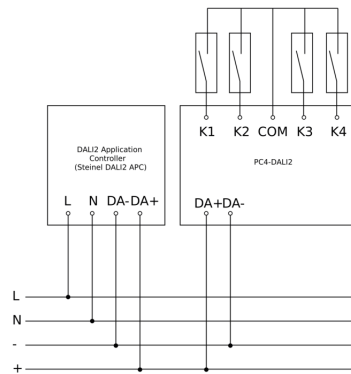 K1 K2 COM K3 K4
DALI2 Application
Controller
(Steinel DALI2 APC)
PC4-DALI2
L N DA- DA+
DA+ DA-
L
N
-
+